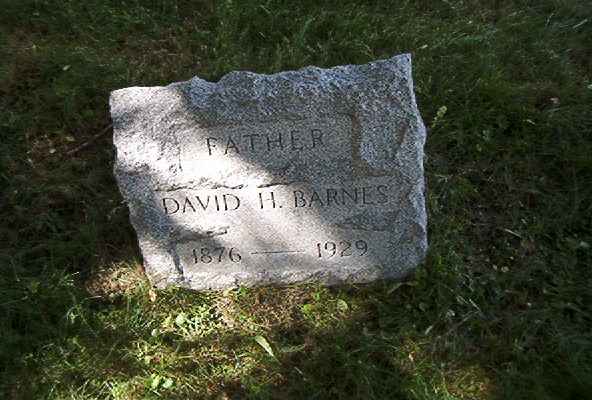 FATHER
DAVID H. BARNES
1876 — 1929